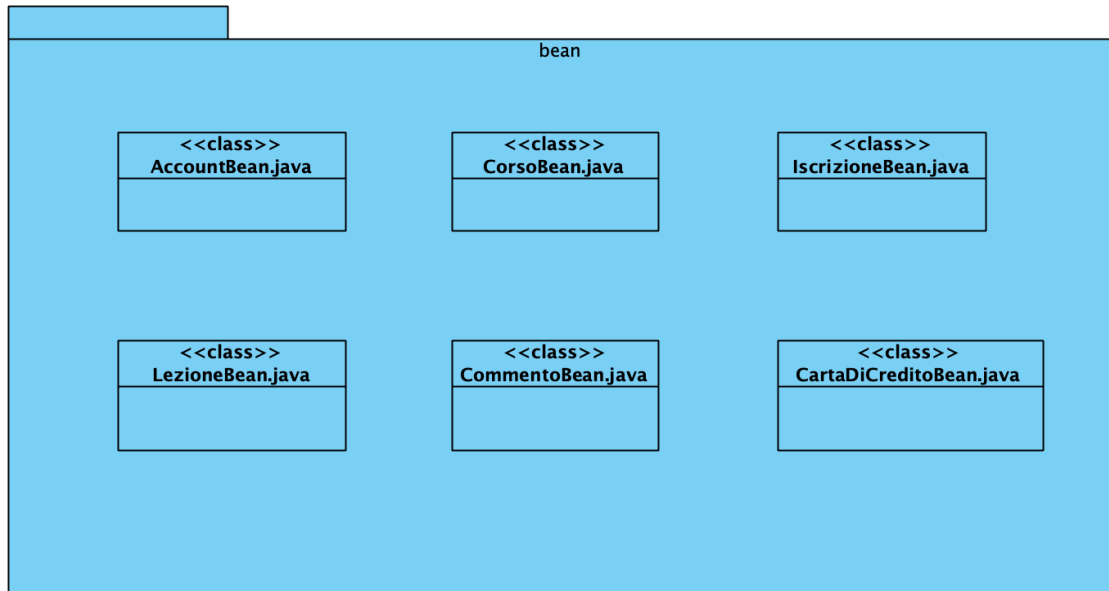 bean
<<class>>
AccountBean.java
<<class>>
CorsoBean.java
<<class>>
IscrizioneBean.java
<<class>>
LezioneBean.java
<<class>>
CommentoBean.java
<<class>>
CartaDiCreditoBean.java